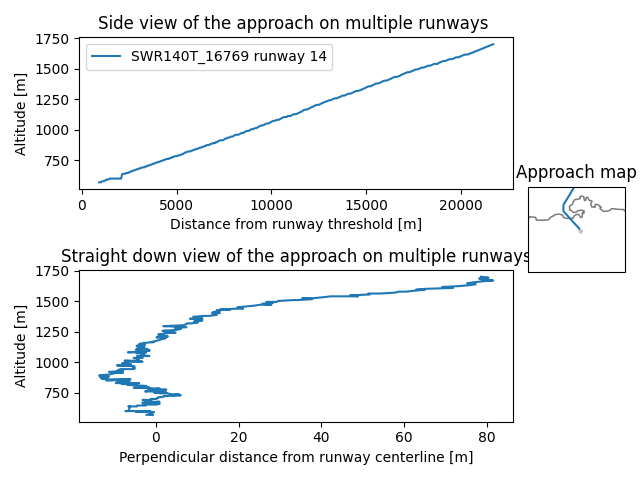 Side view of the approach on multiple runways
1750
1500
1250
1000
750
Altitude [m]
SWR140T_16769 runway 14
0
5000
10000
15000
20000
Distance from runway threshold [m]
Approach map
Straight down view of the approach on multiple runways
1750
1500
1250
1000
750
Altitude [m]
0
20
40
60
80
Perpendicular distance from runway centerline [m]